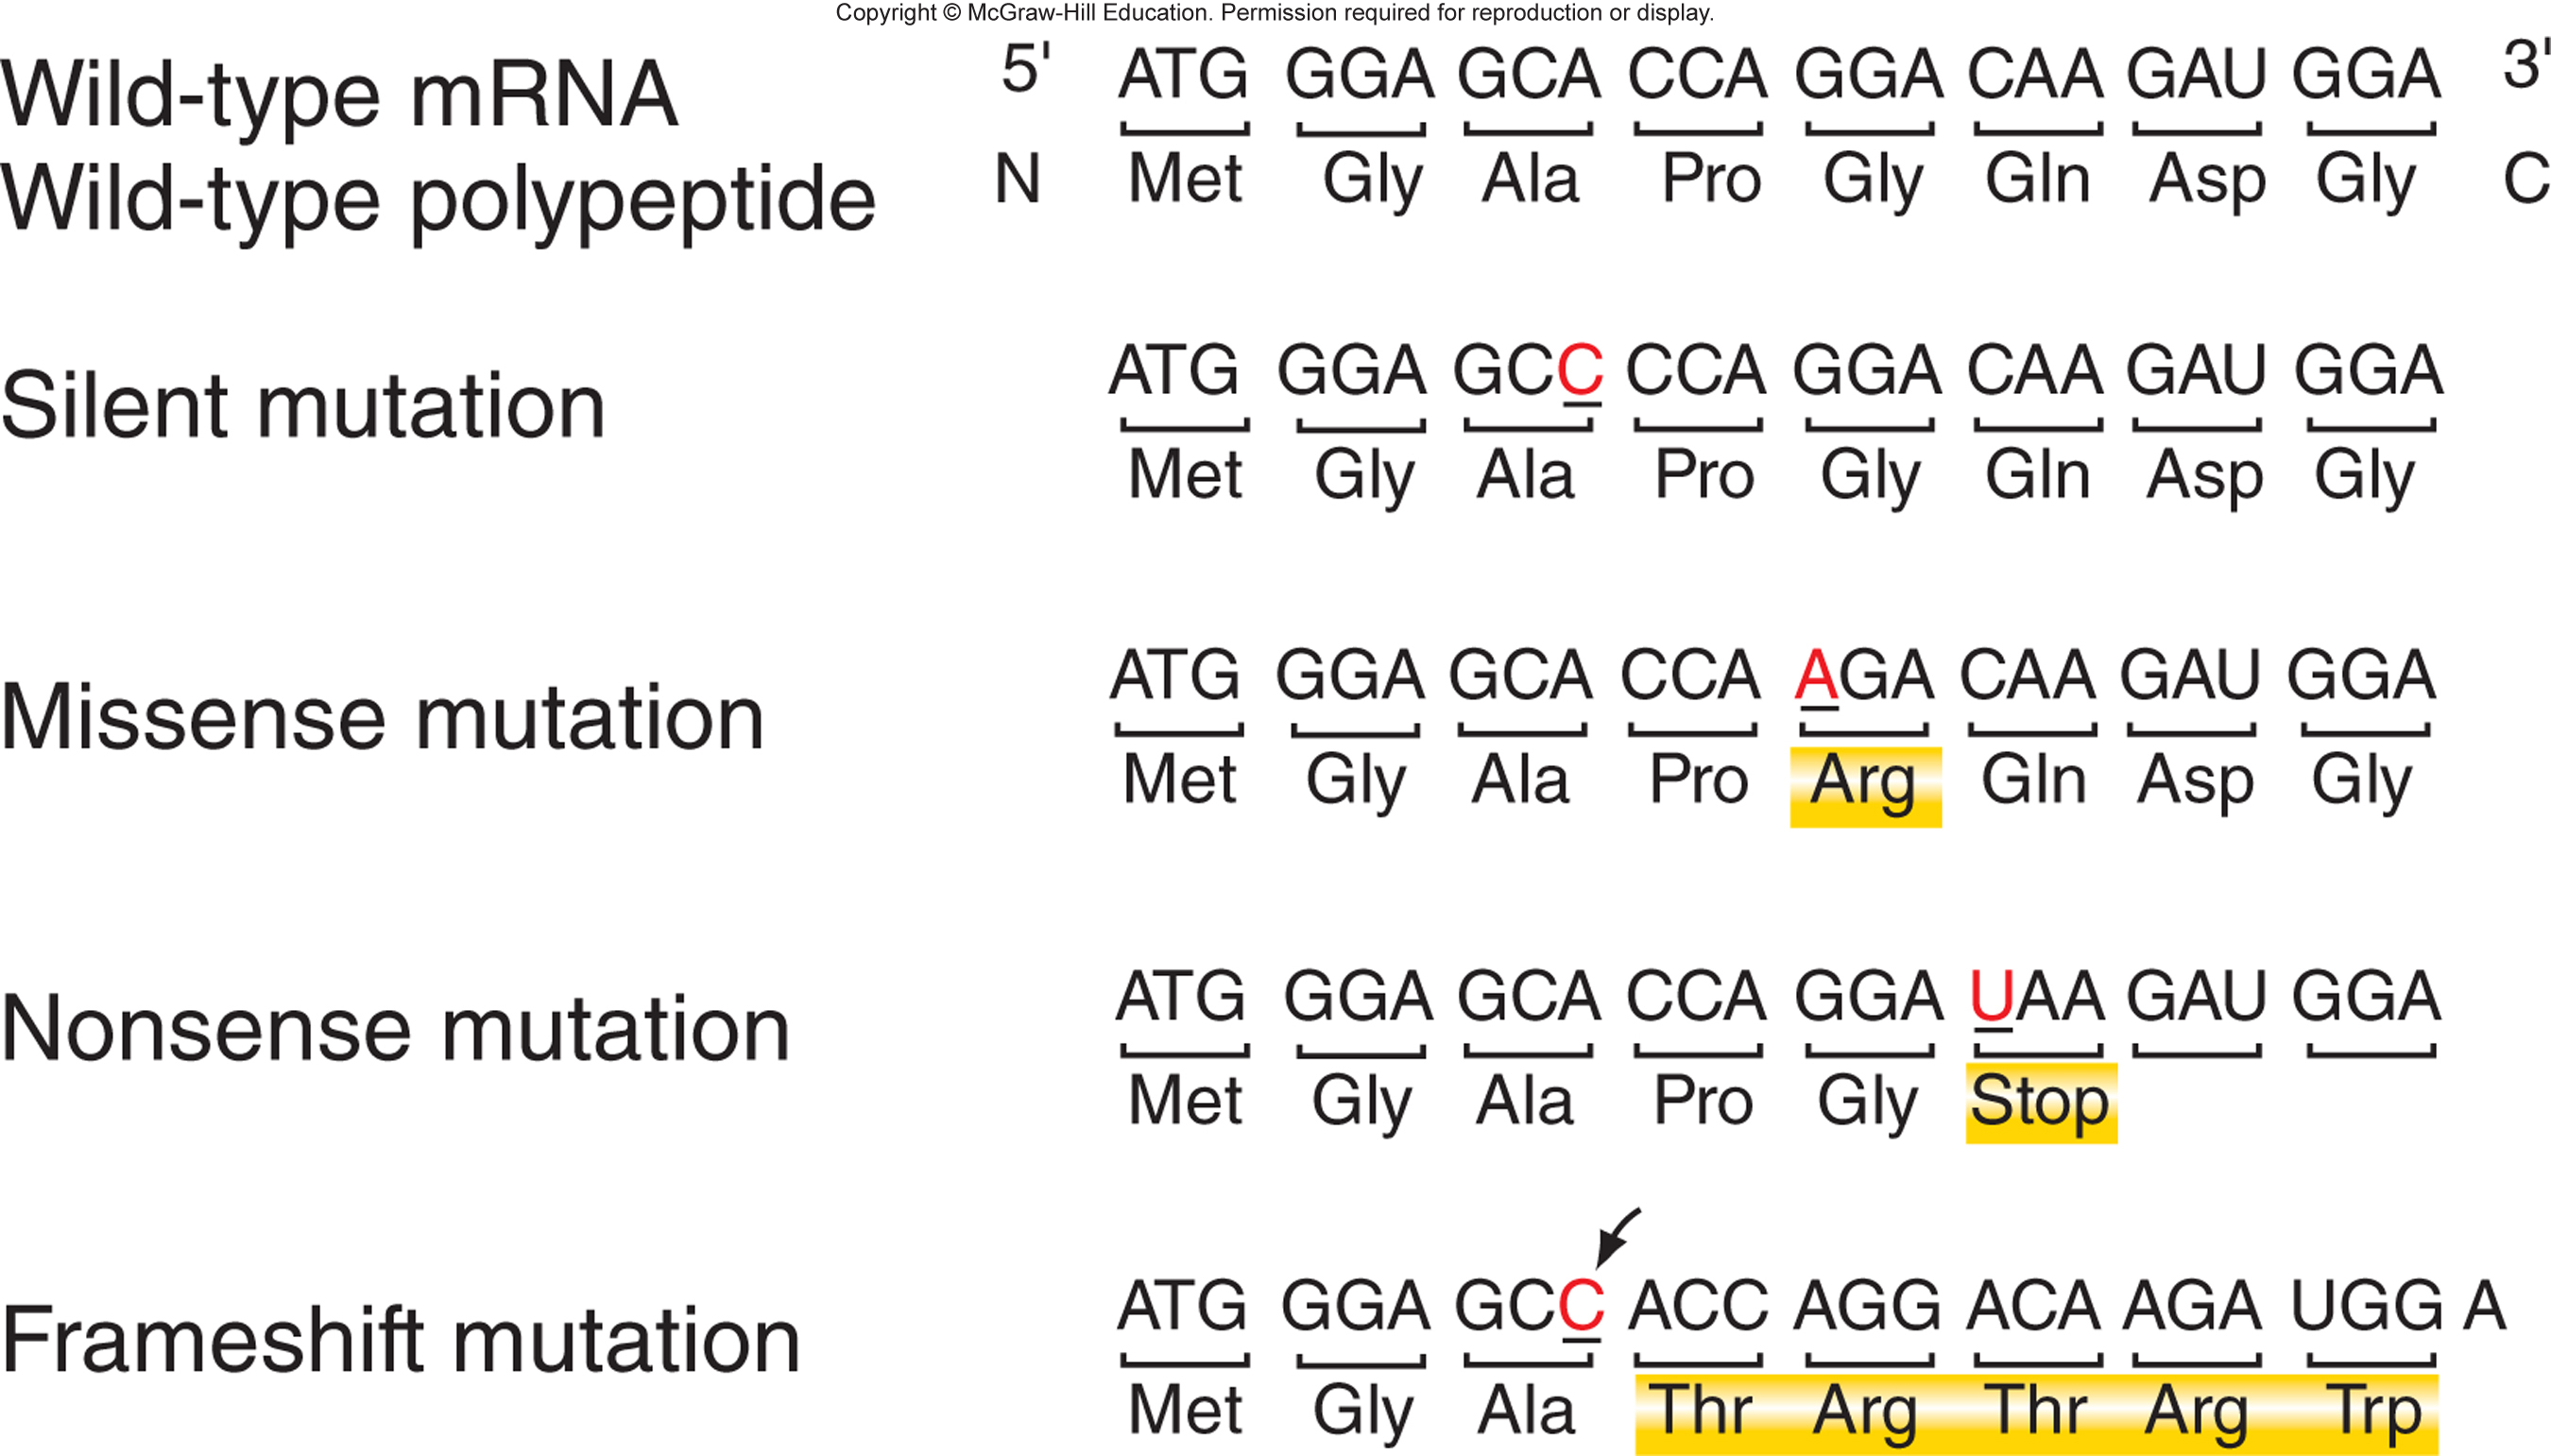 Copyright © McGraw-Hill Education. Permission required for reproduction or display.
Wild-type mRNA 5' ATG GGA GCA CCA GGA CAA GAU GGA 3'
Wild-type polypeptide N Met Gly Ala Pro Gly Gln Asp Gly C
Silent mutation ATG GGA GCC CCA GGA CAA GAU GGA
Met Gly Ala Pro Gly Gln Asp Gly
Missense mutation ATG GGA GCA CCA AGA CAA GAU GGA
Met Gly Ala Pro Arg Gln Asp Gly
Nonsense mutation ATG GGA GCA CCA GGA UAA GAU GGA
Met Gly Ala Pro Gly Stop
Frameshift mutation ATG GGA GCC ACC AGG ACA AGA UGG A
Met Gly Ala Thr Arg Thr Arg Trp